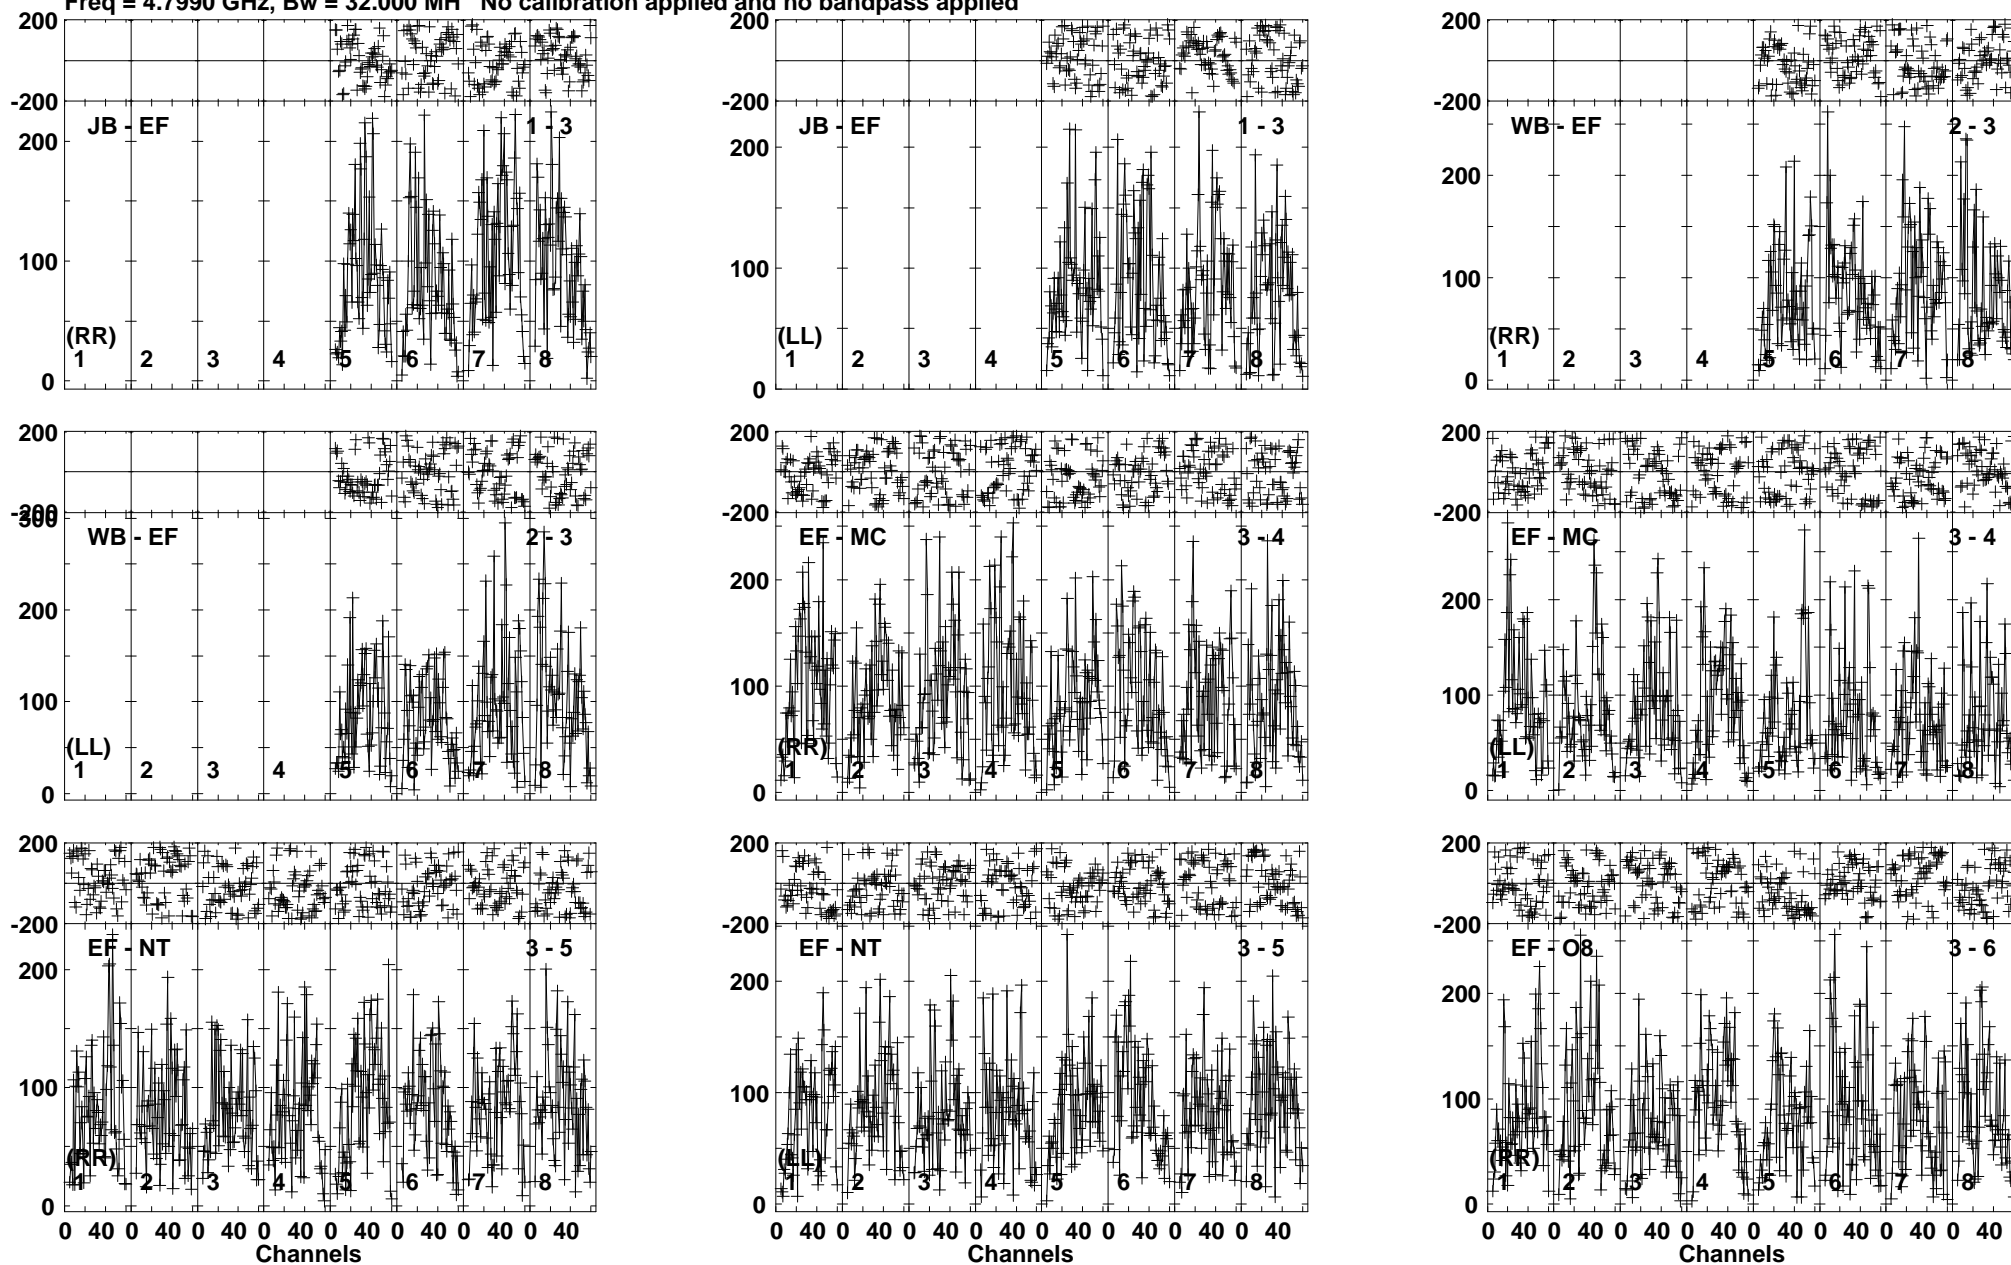 Freq = 4.7990 GHz, Bw = 32.000 MH No calibration applied and no bandpass applied
200 200
-200 -200 -200
JB - EF 1 - 3 JB - EF 1 - 3 WB - EF 2 - 3
200 200 200
100 100 100
(RR) (LL) (RR)
1 2 3 4 5 6 7 8 1 2 3 4 5 6 7 8 1 2 3 4 5 6 7 8
0 0 0
200 200 200
-200 -200 -200
300
WB - EF 2 - 3 EF - MC 3 - 4 EF - MC 3 - 4
200 200 200
100 100 100
(LL) (RR) (LL)
1 2 3 4 5 6 7 8 1 2 3 4 5 6 7 8 1 2 3 4 5 6 7 8
0 0 0
200 200 200
-200 -200 -200
EF - NT 3 - 5 EF - NT 3 - 5 EF - O8 3 - 6
200 200 200
100 100 100
(RR) (LL) (RR)
1 2 3 4 5 6 7 8 1 2 3 4 5 6 7 8 1 2 3 4 5 6 7 8
0 0 0
0 40 0 40 0 40 0 40 0 40 0 40 0 40 0 40 0 40 0 40 0 40 0 40 0 40 0 40 0 40 0 40 0 40 0 40 0 40 0 40 0 40 0 40 0 40 0 40
Channels Channels Channels